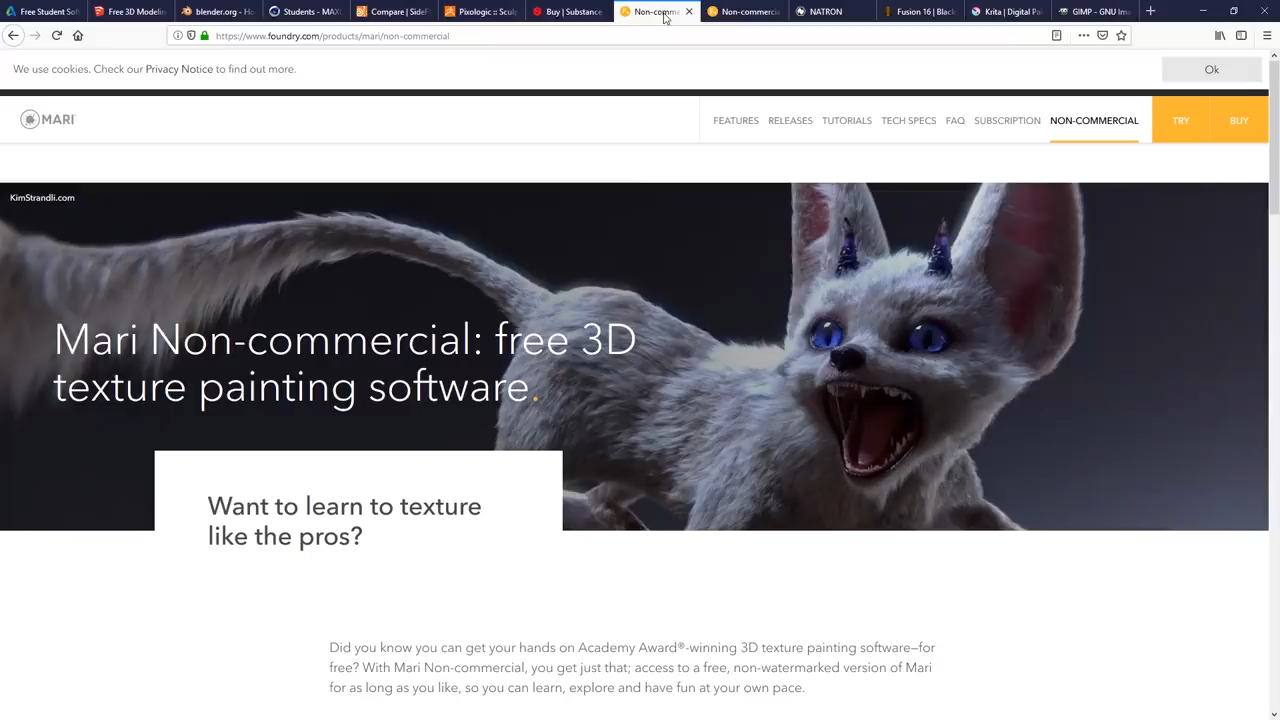 Free Student Soft
Free 3D Modelin
blender.org - Ho
Students - MAX
Compare | SideF
Pixologic :: Scul
Buy | Substance
Non-comme
Non-commercia
NATRON
Fusion 16 | Black
Krita | Digital Pa
GIMP - GNU Ima
https://www.foundry.com/products/mari/non-commercial
We use cookies. Check our Privacy Notice to find out more.
Ok
MARI
FEATURES RELEASES TUTORIALS TECH SPECS FAQ SUBSCRIPTION NON-COMMERCIAL TRY BUY
KimStrandli.com
Mari Non-commercial: free 3D
texture painting software.
Want to learn to texture
like the pros?
Did you know you can get your hands on Academy Award®-winning 3D texture painting software—for
free? With Mari Non-commercial, you get just that; access to a free, non-watermarked version of Mari
for as long as you like, so you can learn, explore and have fun at your own pace.